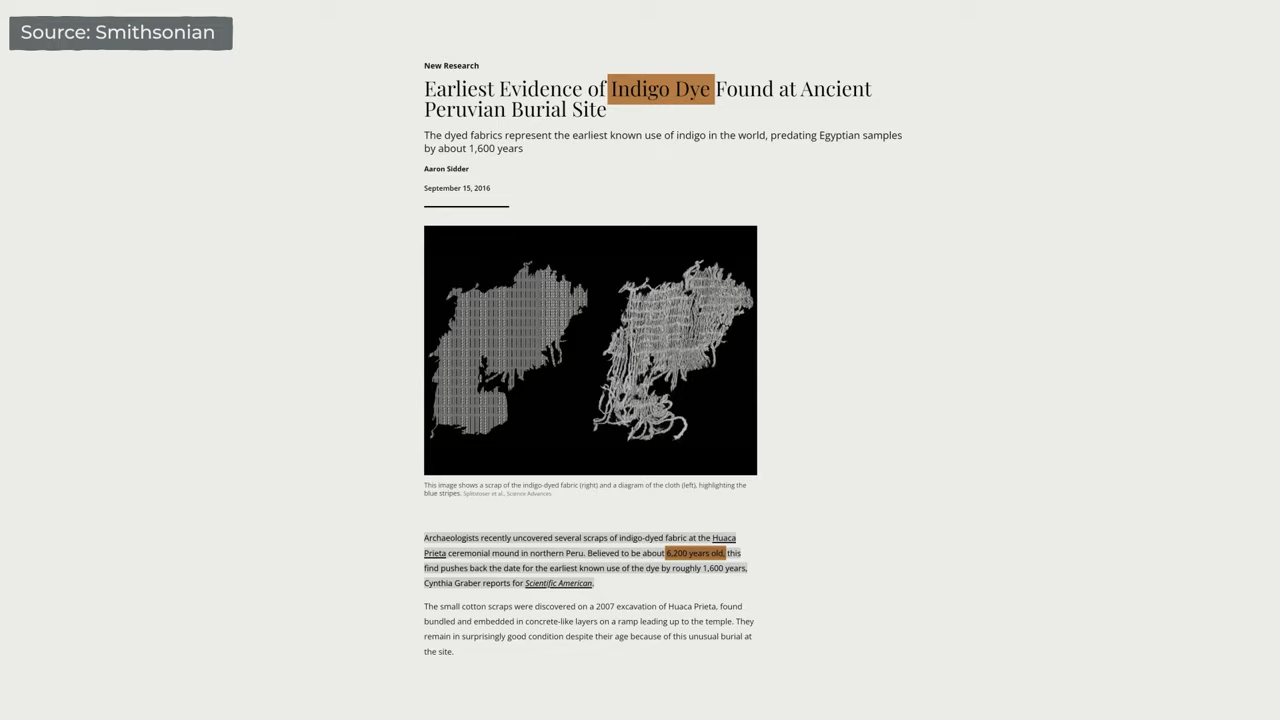 Source: Smithsonian
New Research
Earliest Evidence of Indigo Dye Found at Ancient
Peruvian Burial Site
The dyed fabrics represent the earliest known use of indigo in the world, predating Egyptian samples
by about 1,600 years
Aaron Sidder
September 15, 2016
This image shows a scrap of the indigo-dyed fabric (right) and a diagram of the cloth (left), highlighting the
blue stripes. Splitstoser et al., Science Advances
Archaeologists recently uncovered several scraps of indigo-dyed fabric at the Huaca
Prieta ceremonial mound in northern Peru. Believed to be about 6,200 years old, this
find pushes back the date for the earliest known use of the dye by roughly 1,600 years,
Cynthia Graber reports for Scientific American.
The small cotton scraps were discovered on a 2007 excavation of Huaca Prieta, found
bundled and embedded in concrete-like layers on a ramp leading up to the temple. They
remain in surprisingly good condition despite their age because of this unusual burial at
the site.